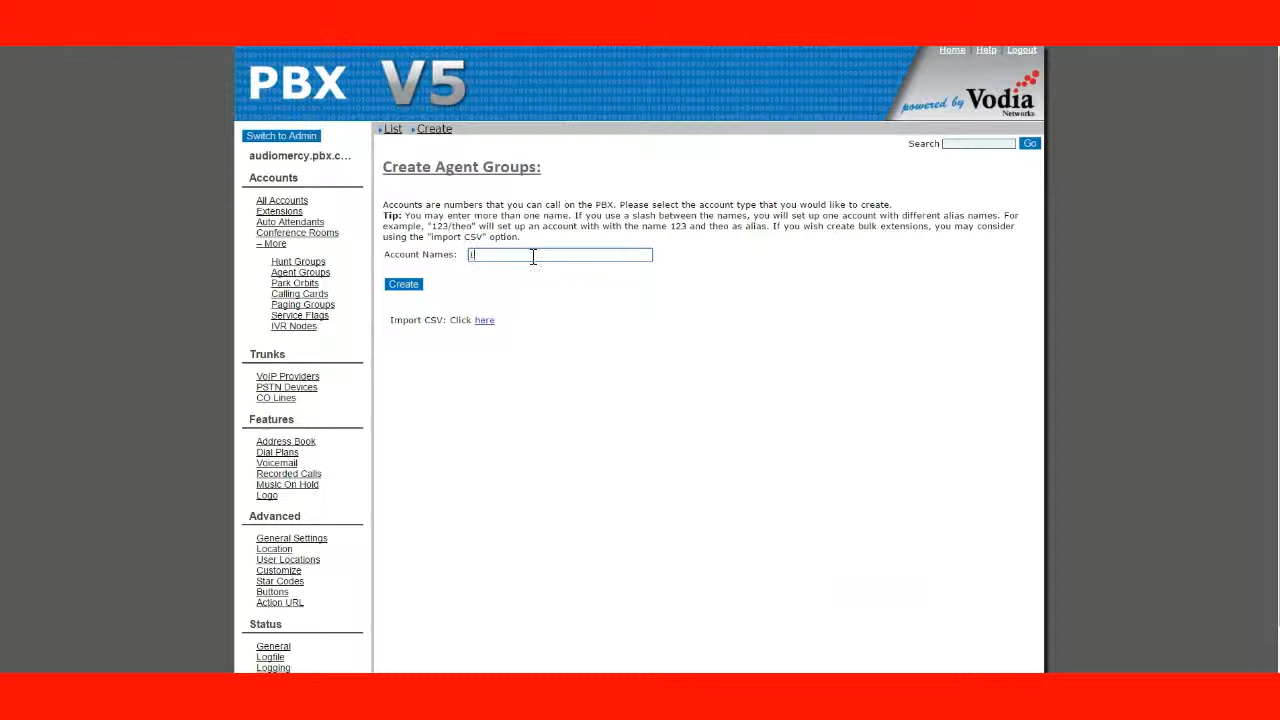 Home Help Logout
PBX V5
powered by Vodia Networks
Switch to Admin
List Create
audiomercy.pbx.c...
Search Go
Accounts
All Accounts
Extensions
Auto Attendants
Conference Rooms
– More
Hunt Groups
Agent Groups
Park Orbits
Calling Cards
Paging Groups
Service Flags
IVR Nodes
Trunks
VoIP Providers
PSTN Devices
CO Lines
Features
Address Book
Dial Plans
Voicemail
Recorded Calls
Music On Hold
Logo
Advanced
General Settings
Location
User Locations
Customize
Star Codes
Buttons
Action URL
Status
General
Logfile
Logging
Create Agent Groups:
Accounts are numbers that you can call on the PBX. Please select the account type that you would like to create.
Tip: You may enter more than one name. If you use a slash between the names, you will set up one account with different alias names. For
example, "123/theo" will set up an account with with the name 123 and theo as alias. If you wish create bulk extensions, you may consider
using the "import CSV" option.
Account Names:
Create
Import CSV: Click here